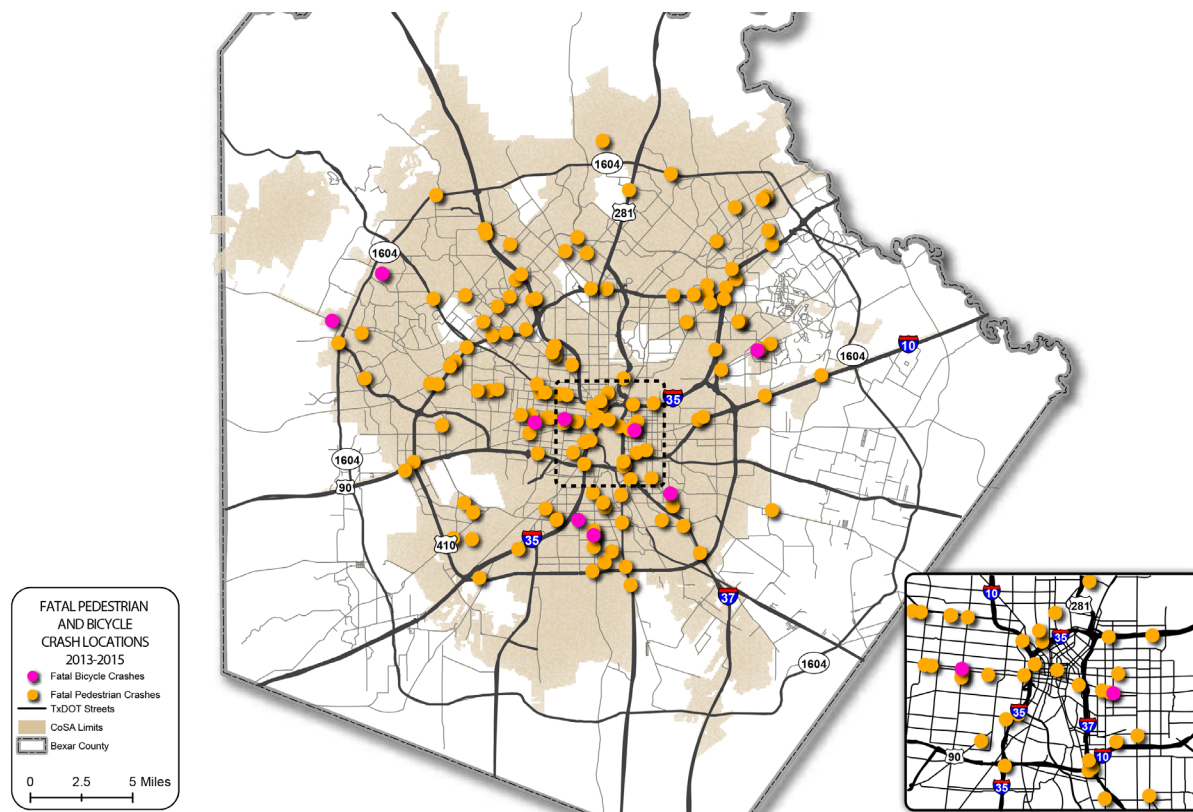 1604
281
1604
10
1604
35
1604
90
410
35
37
1604
FATAL PEDESTRIAN
AND BICYCLE
CRASH LOCATIONS
2013-2015
Fatal Bicycle Crashes
Fatal Pedestrian Crashes
TxDOT Streets
CoSA Limits
Bexar County
0 2.5 5 Miles
10
281
35
35
37
90
10
35